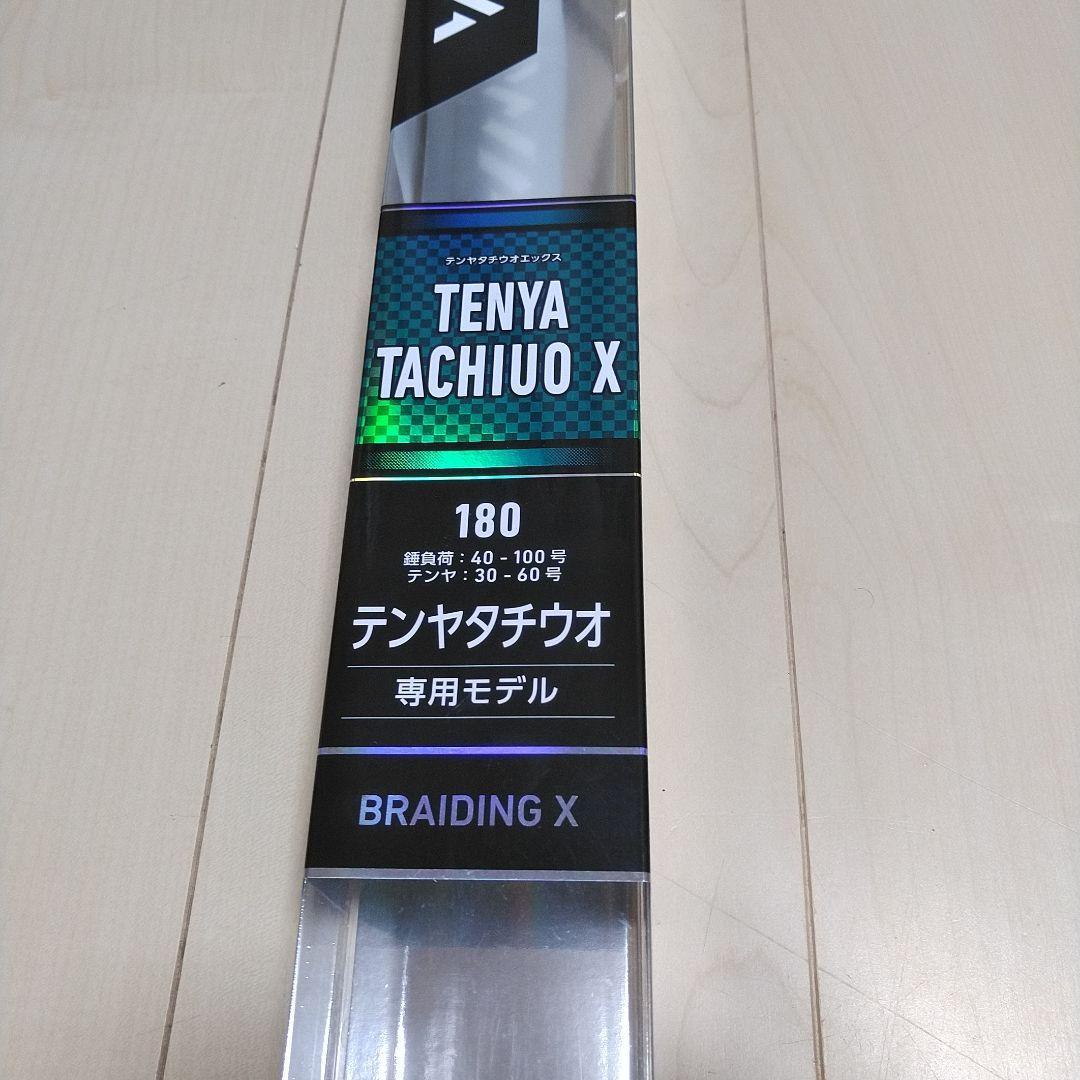 テンヤタチウオエックス
TENYA
TACHIUO X
180
錘負荷：40 - 100 号
テンヤ：30 - 60 号
テンヤタチウオ
専用モデル
BRAIDING X